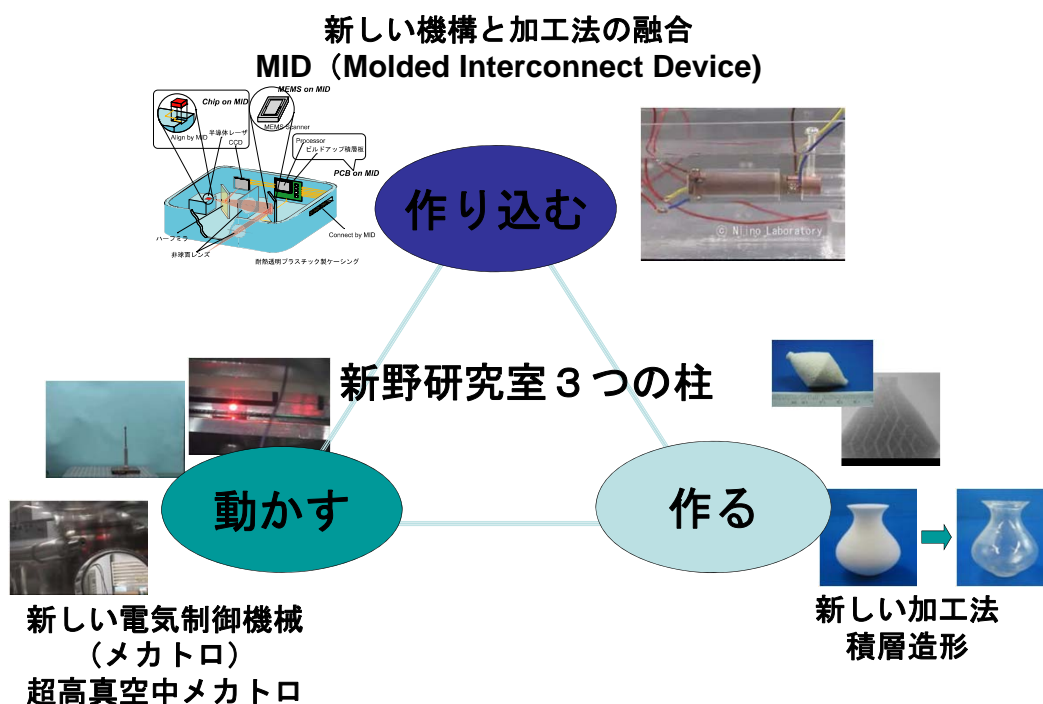 新しい機構と加工法の融合
MID（Molded Interconnect Device)
MEMS on MID
Chip on MID
Align by MID
半導体レーザ
CCD
MEMS Scanner
Processor
ビルドアップ積層板
PCB on MID
Connect by MID
ハーフミラ
非球面レンズ
耐熱透明プラスチック製ケーシング
作り込む
© Niino Laboratory
新野研究室３つの柱
動かす
作る
新しい電気制御機械
（メカトロ）
超高真空中メカトロ
新しい加工法
積層造形